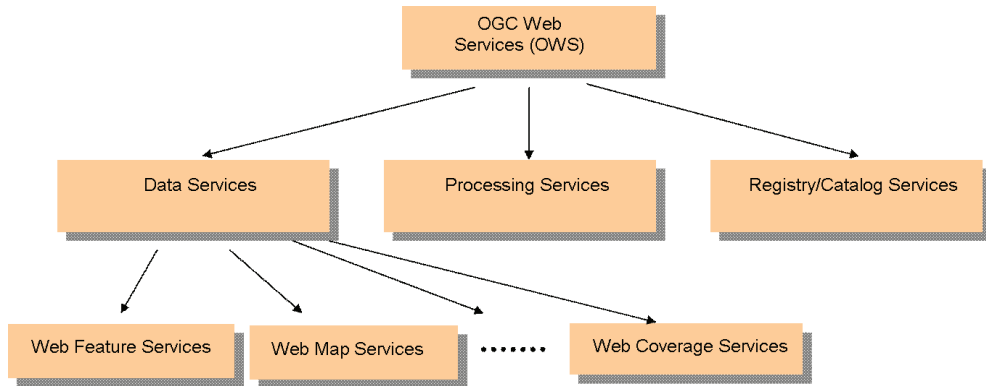 OGC Web
Services (OWS)
Data Services
Processing Services
Registry/Catalog Services
Web Feature Services
Web Map Services
.......
Web Coverage Services